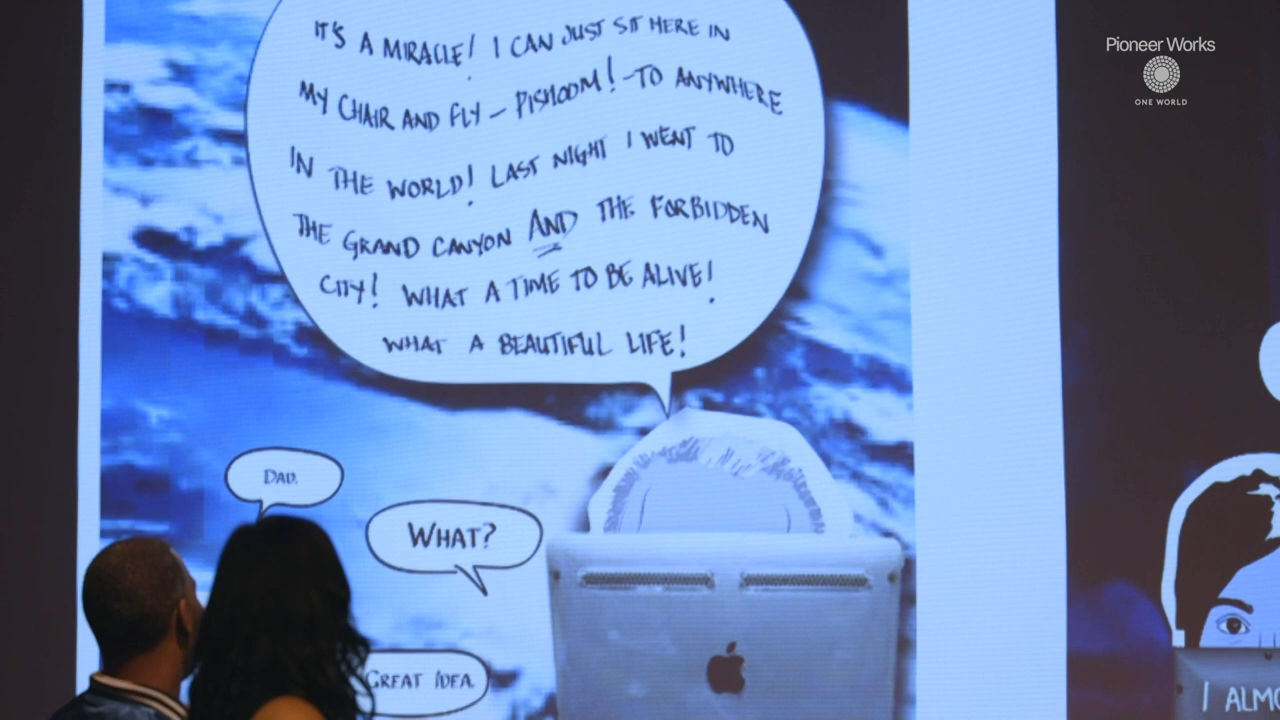 IT'S A MIRACLE! I CAN JUST SIT HERE IN
MY CHAIR AND FLY – PISHOOM! – TO ANYWHERE
IN THE WORLD! LAST NIGHT I WENT TO
THE GRAND CANYON AND THE FORBIDDEN
CITY! WHAT A TIME TO BE ALIVE!
WHAT A BEAUTIFUL LIFE!
DAD.
WHAT?
GREAT IDEA.
I
Pioneer Works
ONE WORLD